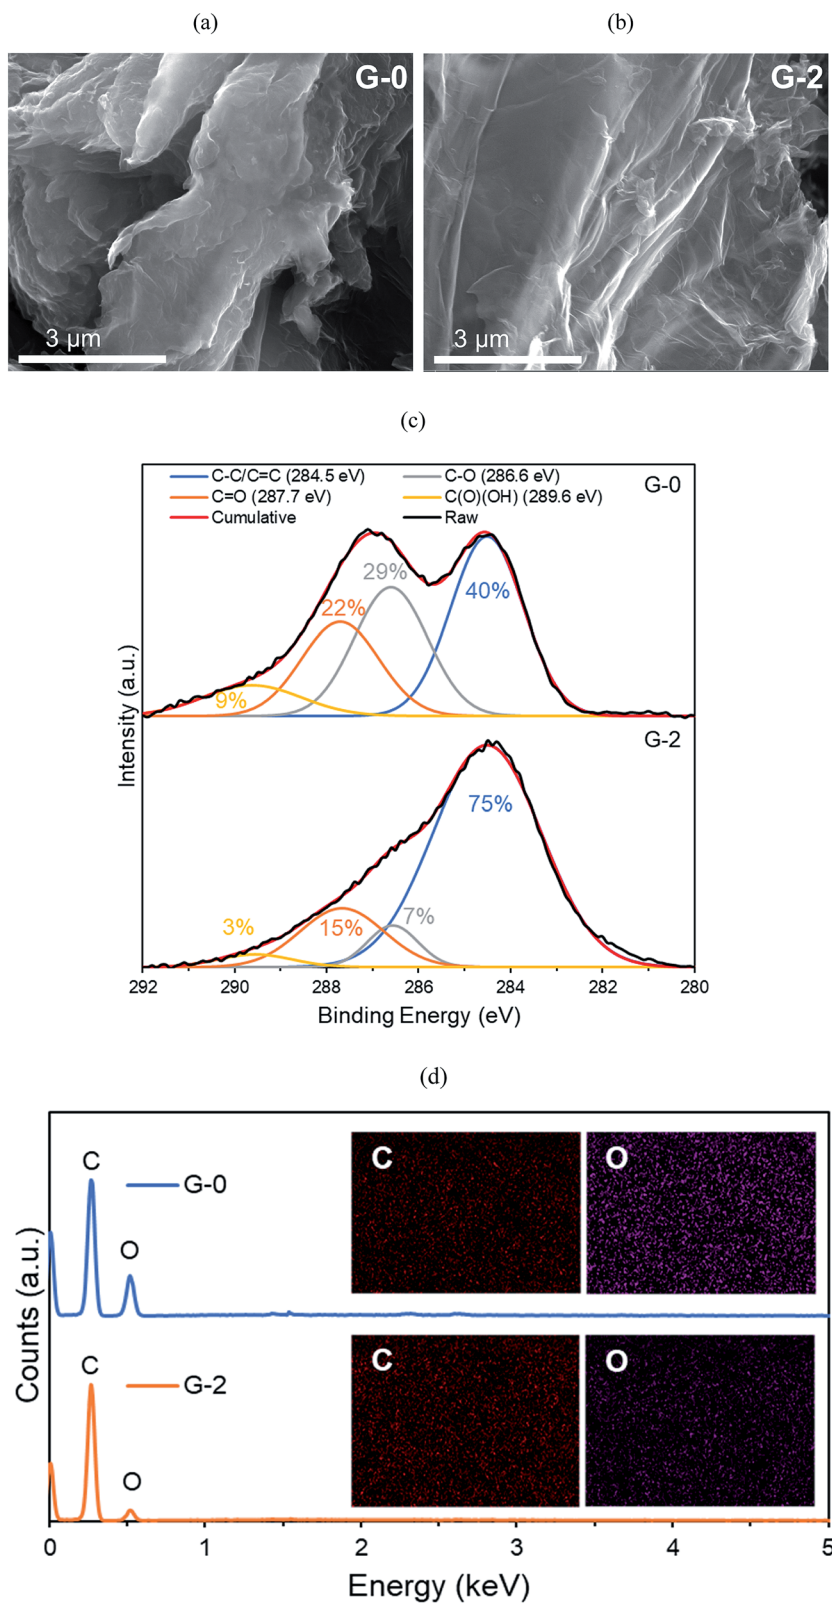 (a) (b)
G-0 G-2
3 µm 3 µm
(c)
C-C/C=C (284.5 eV) C-O (286.6 eV) G-0
C=O (287.7 eV) C(O)(OH) (289.6 eV)
Cumulative Raw
29%
40%
22%
9%
Intensity (a.u.)
G-2
75%
7%
3% 15%
292 290 288 286 284 282 280
Binding Energy (eV)
(d)
C O
C G-0
O
Counts (a.u.)
C O
C G-2
O
0 1 2 3 4 5
Energy (keV)